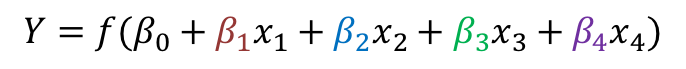 Y = f(β₀ + β₁x₁ + β₂x₂ + β₃x₃ + β₄x₄)